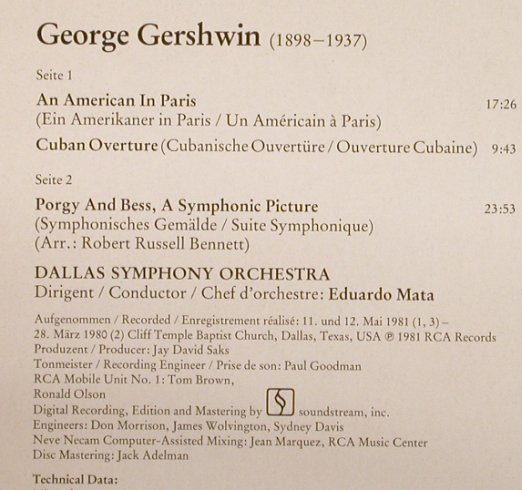 George Gershwin (1898–1937)
Seite 1
An American In Paris 17:26
(Ein Amerikaner in Paris / Un Américain à Paris)
Cuban Overture (Cubanische Ouvertüre / Ouverture Cubaine) 9:43
Seite 2
Porgy And Bess, A Symphonic Picture 23:53
(Symphonisches Gemälde / Suite Symphonique)
(Arr.: Robert Russell Bennett)
DALLAS SYMPHONY ORCHESTRA
Dirigent / Conductor / Chef d'orchestre: Eduardo Mata
Aufgenommen / Recorded / Enregistrement réalisé: 11. und 12. Mai 1981 (1, 3) –
28. März 1980 (2) Cliff Temple Baptist Church, Dallas, Texas, USA ℗ 1981 RCA Records
Produzent / Producer: Jay David Saks
Tonmeister / Recording Engineer / Prise de son: Paul Goodman
RCA Mobile Unit No. 1: Tom Brown,
Ronald Olson
Digital Recording, Edition and Mastering by soundstream, inc.
Engineers: Don Morrison, James Wolvington, Sydney Davis
Neve Necam Computer-Assisted Mixing: Jean Marquez, RCA Music Center
Disc Mastering: Jack Adelman
Technical Data: